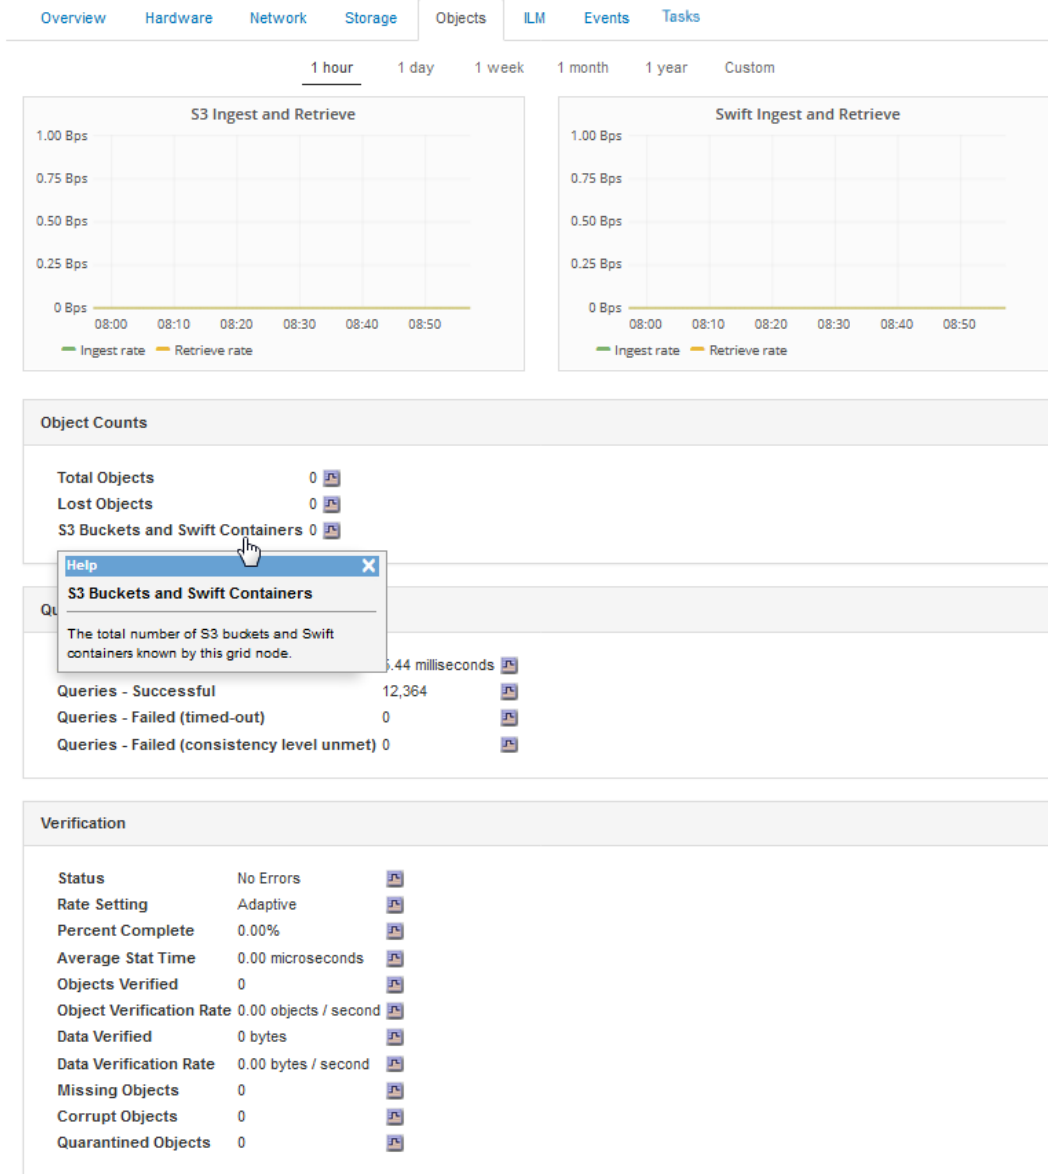 Overview Hardware Network Storage Objects ILM Events Tasks
1 hour 1 day 1 week 1 month 1 year Custom
S3 Ingest and Retrieve
1.00 Bps
0.75 Bps
0.50 Bps
0.25 Bps
0 Bps
08:00 08:10 08:20 08:30 08:40 08:50
Ingest rate Retrieve rate
Swift Ingest and Retrieve
1.00 Bps
0.75 Bps
0.50 Bps
0.25 Bps
0 Bps
08:00 08:10 08:20 08:30 08:40 08:50
Ingest rate Retrieve rate
Object Counts
Total Objects 0
Lost Objects 0
S3 Buckets and Swift Containers 0
Help
S3 Buckets and Swift Containers
The total number of S3 buckets and Swift
containers known by this grid node.
.44 milliseconds
Queries - Successful 12,364
Queries - Failed (timed-out) 0
Queries - Failed (consistency level unmet) 0
Verification
Status No Errors
Rate Setting Adaptive
Percent Complete 0.00%
Average Stat Time 0.00 microseconds
Objects Verified 0
Object Verification Rate 0.00 objects / second
Data Verified 0 bytes
Data Verification Rate 0.00 bytes / second
Missing Objects 0
Corrupt Objects 0
Quarantined Objects 0